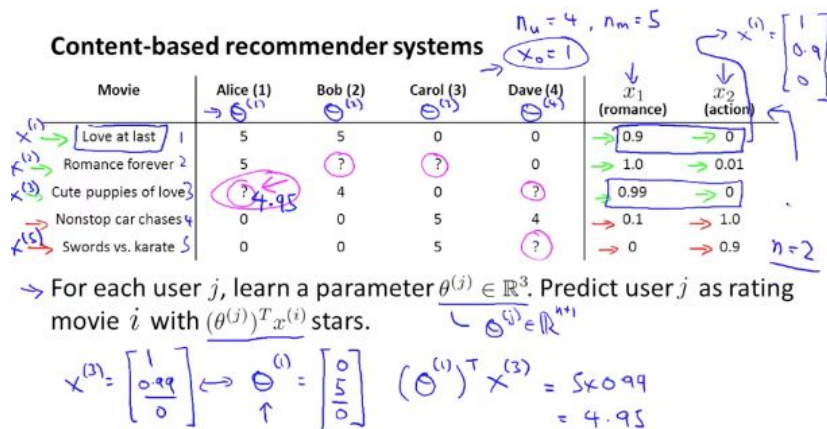 n_u = 4 , n_m = 5
Content-based recommender systems
→ x_0 = 1
x^(1) = [1 0.9 0]
Movie Alice (1) Bob (2) Carol (3) Dave (4) x_1 x_2
→ θ^(1) θ^(2) θ^(3) θ^(4) (romance) (action)
x^(1) → Love at last 1 5 5 0 0 → 0.9 → 0
x^(2) → Romance forever 2 5 ? ? 0 → 1.0 → 0.01
x^(3) → Cute puppies of love 3 ? 4.95 4 0 ? → 0.99 → 0
→ Nonstop car chases 4 0 0 5 4 → 0.1 → 1.0
x^(5) → Swords vs. karate 5 0 0 5 ? → 0 → 0.9
n = 2
→ For each user j, learn a parameter θ^(j) ∈ ℝ^3. Predict user j as rating
movie i with (θ^(j))^T x^(i) stars.
θ^(j) ∈ ℝ^n+1
x^(3) = [1 0.99 0] ↔ θ^(1) = [0 5 0] (θ^(1))^T x^(3) = 5×0.99
= 4.95